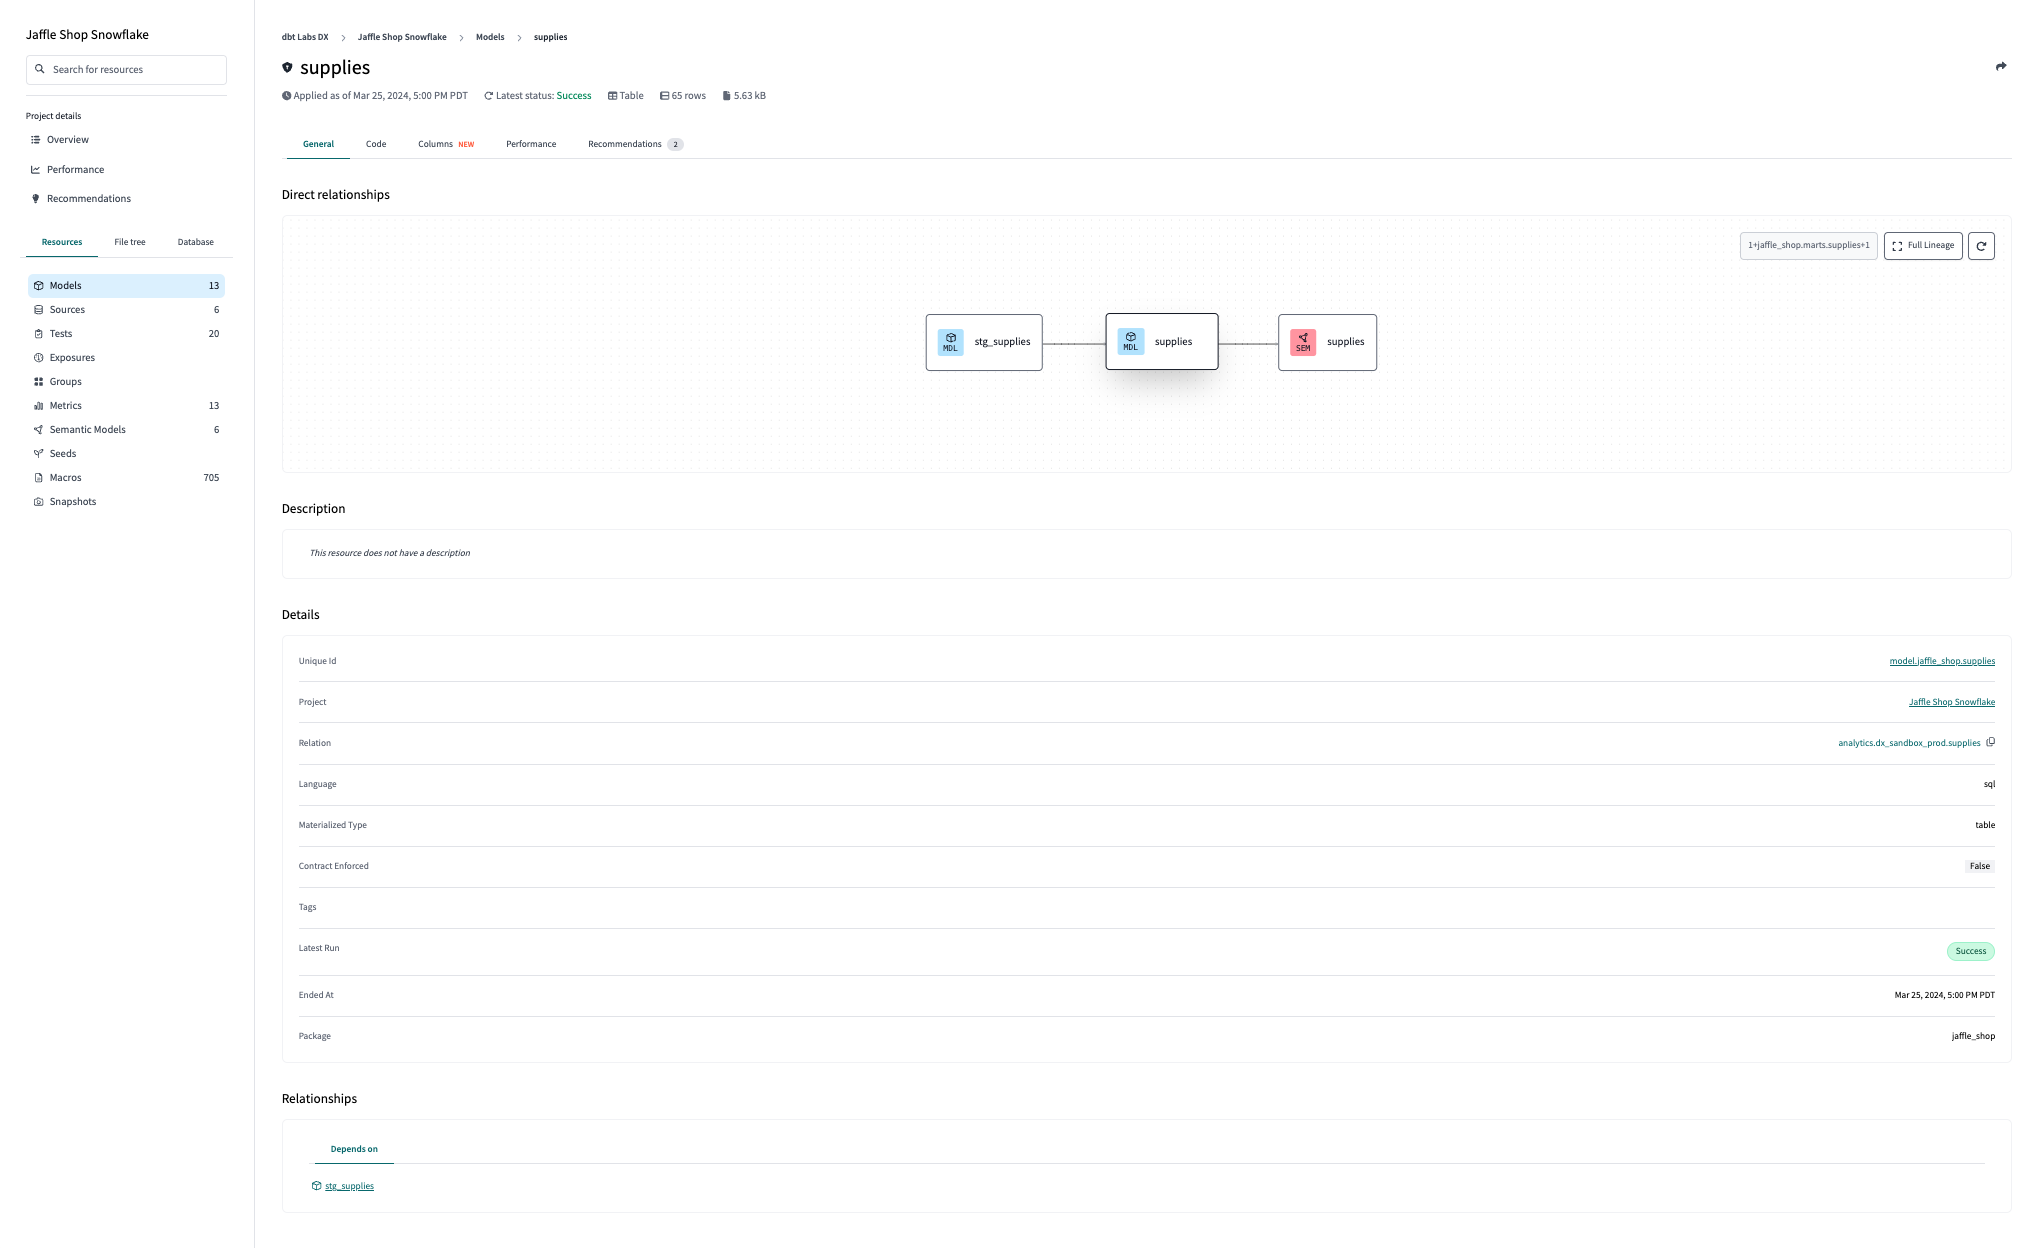 Jaffle Shop Snowflake
Search for resources
Project details
Overview
Performance
Recommendations
Resources File tree Database
Models 13
Sources 6
Tests 20
Exposures
Groups
Metrics 13
Semantic Models 6
Seeds
Macros 705
Snapshots
dbt Labs DX Jaffle Shop Snowflake Models supplies
supplies
Applied as of Mar 25, 2024, 5:00 PM PDT Latest status: Success Table 65 rows 5.63 kB
General Code Columns NEW Performance Recommendations 2
Direct relationships
1+jaffle_shop.marts.supplies+1 Full Lineage
MDL stg_supplies MDL supplies SEM supplies
Description
This resource does not have a description
Details
Unique Id model.jaffle_shop.supplies
Project Jaffle Shop Snowflake
Relation analytics.dx_sandbox_prod.supplies
Language sql
Materialized Type table
Contract Enforced False
Tags
Latest Run Success
Ended At Mar 25, 2024, 5:00 PM PDT
Package jaffle_shop
Relationships
Depends on
stg_supplies